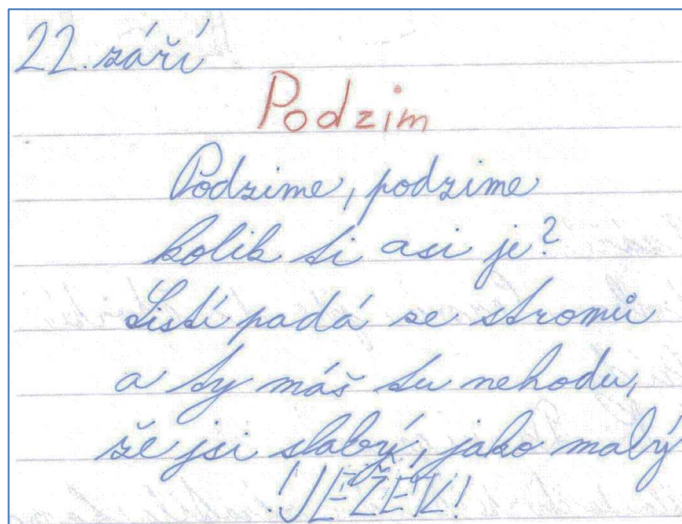 22. září
Podzim
Podzime, podzime
kolik ti asi je?
Listí padá ze stromů
a ty máš tu nehodu,
že jsi slabý, jako malý
!JEŽEK!